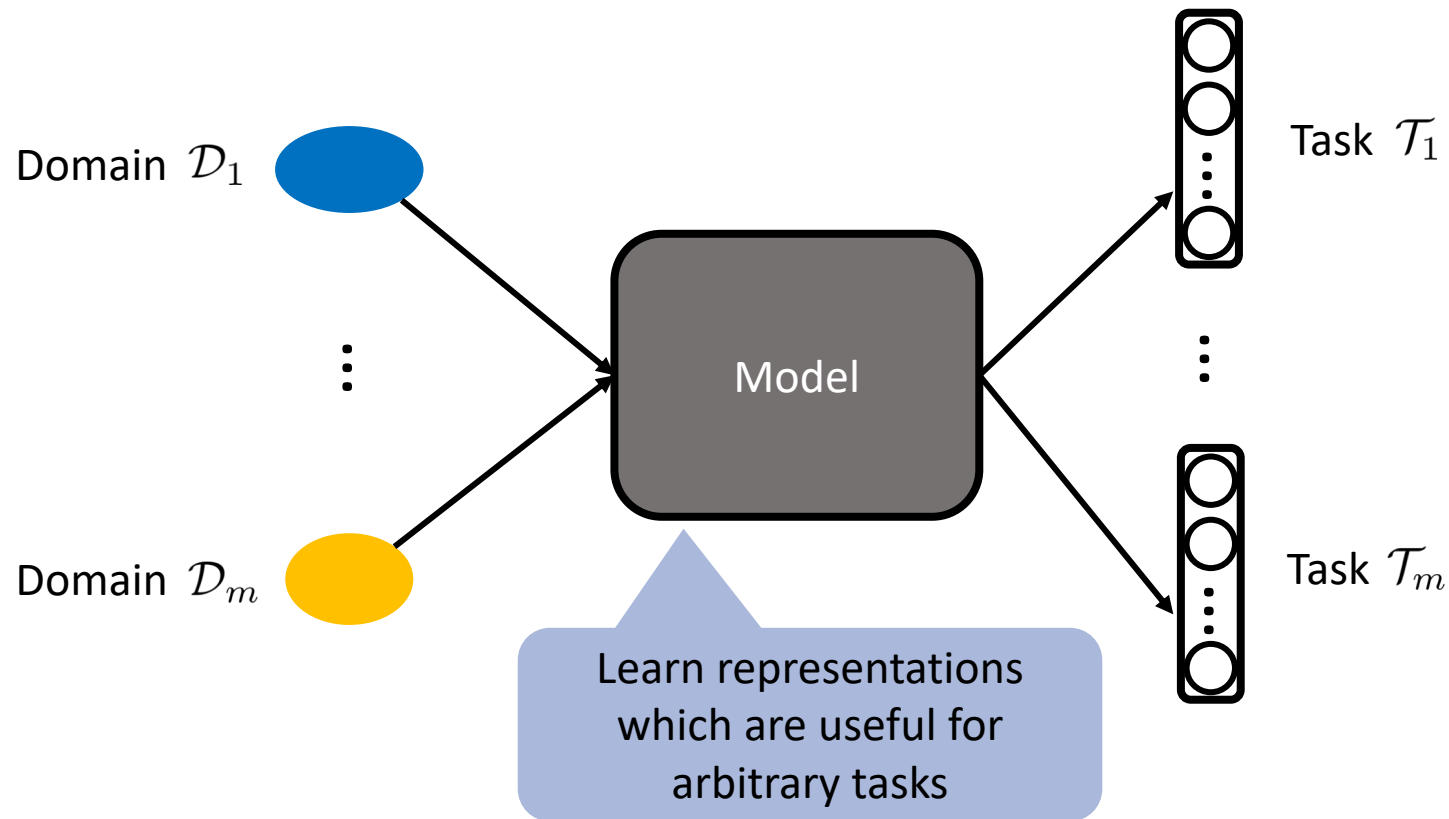 Domain 𝒟₁
Task 𝒯₁
Model
Domain 𝒟ₘ
Task 𝒯ₘ
Learn representations
which are useful for
arbitrary tasks